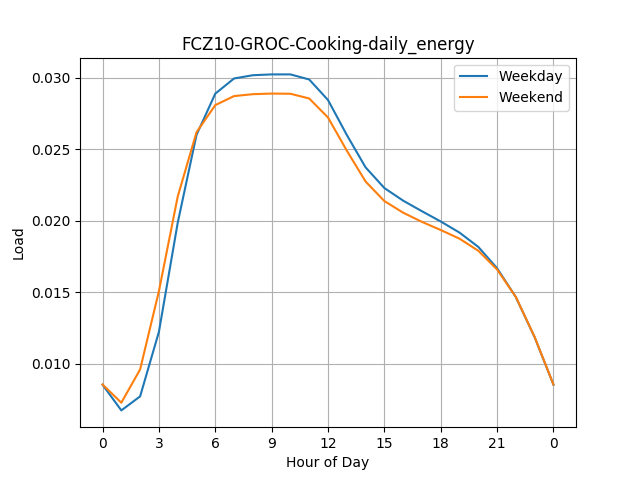 FCZ10-GROC-Cooking-daily_energy
Weekday
Weekend
0.030
0.025
0.020
0.015
0.010
Load
0 3 6 9 12 15 18 21 0
Hour of Day